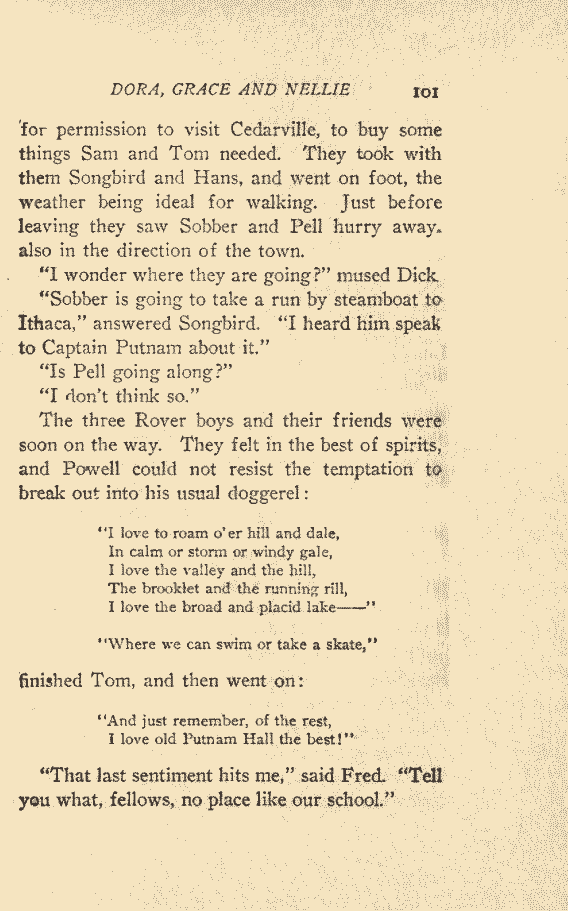 DORA, GRACE AND NELLIE 101
for permission to visit Cedarville, to buy some
things Sam and Tom needed. They took with
them Songbird and Hans, and went on foot, the
weather being ideal for walking. Just before
leaving they saw Sobber and Pell hurry away.
also in the direction of the town.
“I wonder where they are going?” mused Dick
“Sobber is going to take a run by steamboat to
Ithaca,” answered Songbird. “I heard him speak
to Captain Putnam about it.”
“Is Pell going along?”
“I don't think so.”
The three Rover boys and their friends were
soon on the way. They felt in the best of spirits,
and Powell could not resist the temptation to
break out into his usual doggerel:
“I love to roam o'er hill and dale,
In calm or storm or windy gale,
I love the valley and the hill,
The brooklet and the running rill,
I love the broad and placid lake——”
“Where we can swim or take a skate,”
finished Tom, and then went on:
“And just remember, of the rest,
I love old Putnam Hall the best!”
“That last sentiment hits me,” said Fred. “Tell
you what, fellows, no place like our school.”